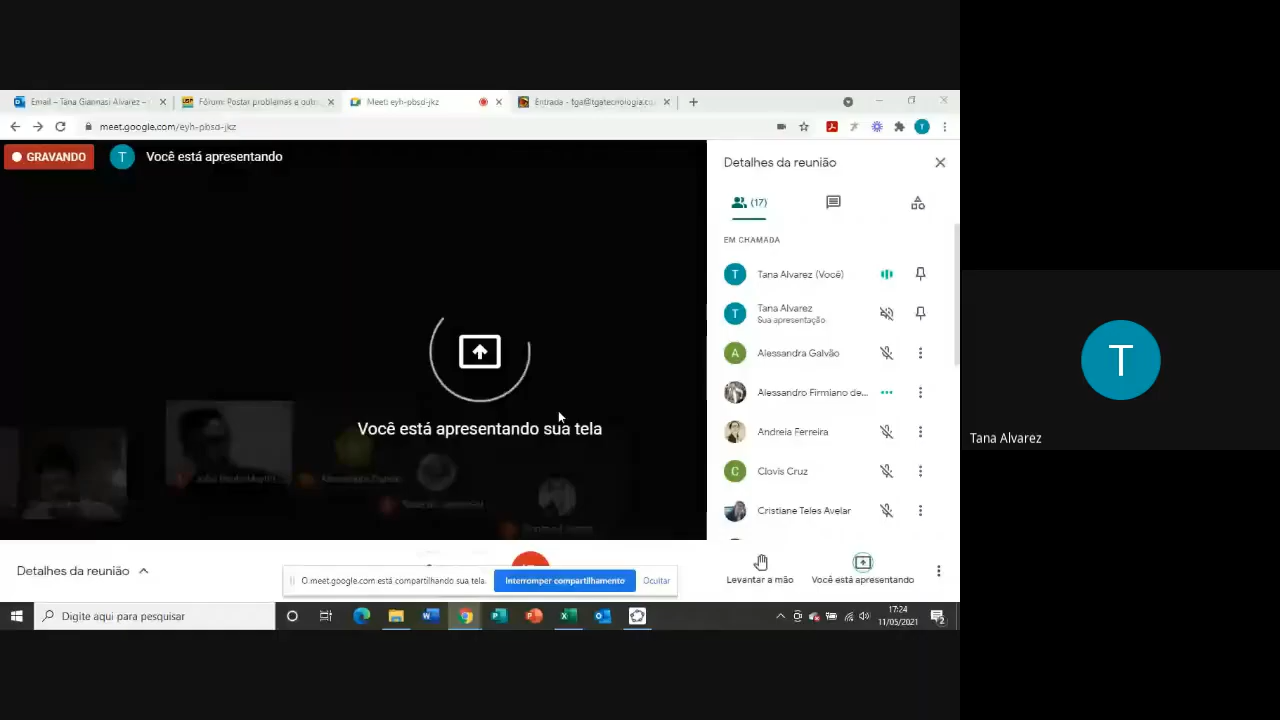 Email – Tana Giannasi Alvarez –
Fórum: Postar problemas e
Meet: eyh-pbsd-jkz
Entrada - tga@tgatecnologia.co
meet.google.com/eyh-pbsd-jkz
GRAVANDO
T
Você está apresentando
Detalhes da reunião
(17)
EM CHAMADA
T
Tana Alvarez (Você)
T
Tana Alvarez
Sua apresentação
A
Alessandra Galvão
Alessandro Firmiano de...
Andreia Ferreira
C
Clovis Cruz
Cristiane Teles Avelar
Você está apresentando sua tela
T
Tana Alvarez
Detalhes da reunião
O meet.google.com está compartilhando sua tela.
Interromper compartilhamento
Ocultar
Levantar a mão
Você está apresentando
Digite aqui para pesquisar
17:24
11/05/2021
2